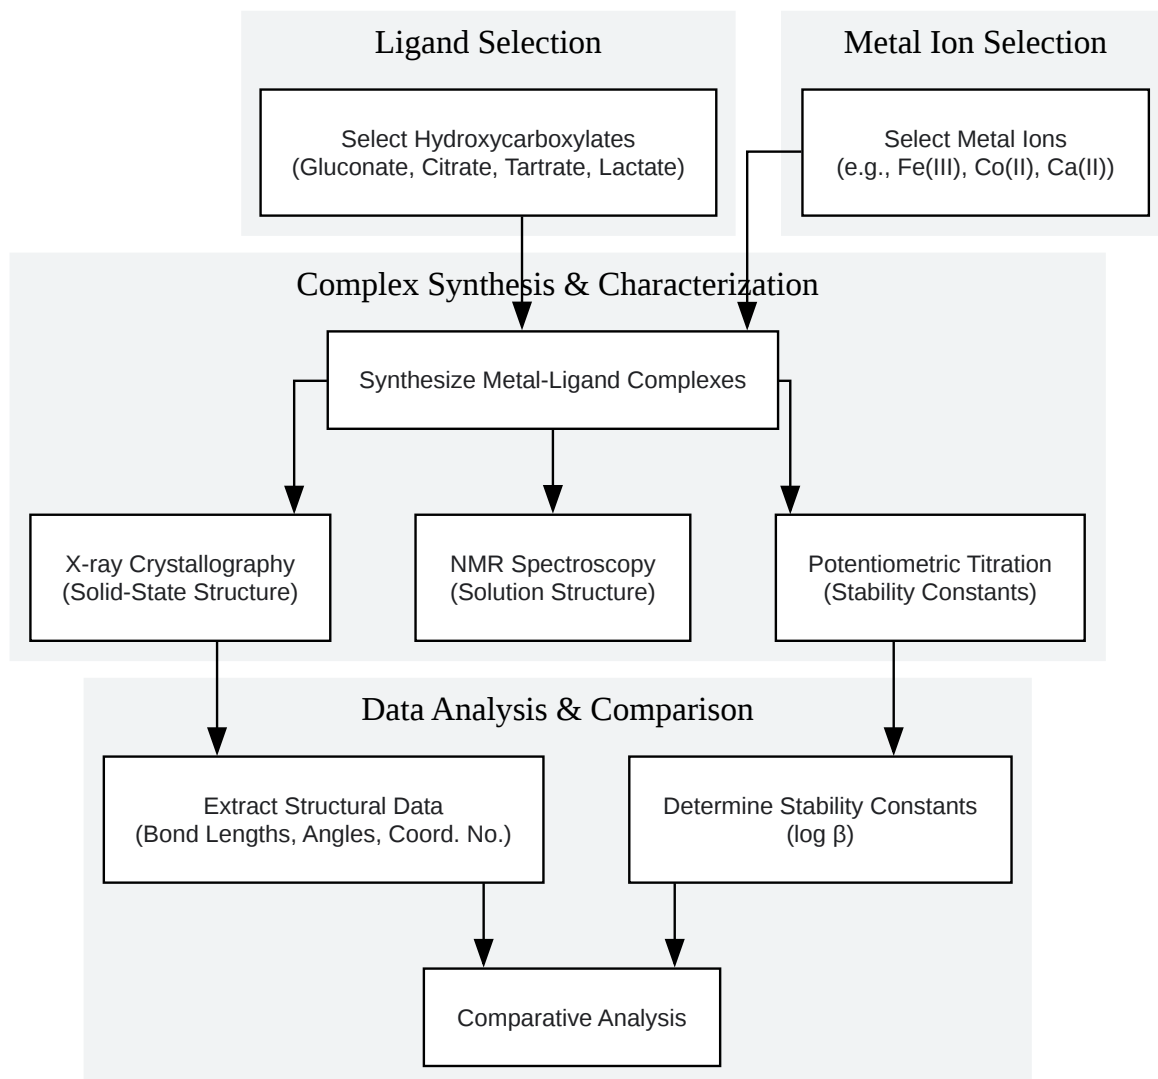 Ligand Selection
Metal Ion Selection
Select Hydroxycarboxylates
(Gluconate, Citrate, Tartrate, Lactate)
Select Metal Ions
(e.g., Fe(III), Co(II), Ca(II))
Complex Synthesis & Characterization
Synthesize Metal-Ligand Complexes
X-ray Crystallography
(Solid-State Structure)
NMR Spectroscopy
(Solution Structure)
Potentiometric Titration
(Stability Constants)
Data Analysis & Comparison
Extract Structural Data
(Bond Lengths, Angles, Coord. No.)
Determine Stability Constants
(log β)
Comparative Analysis